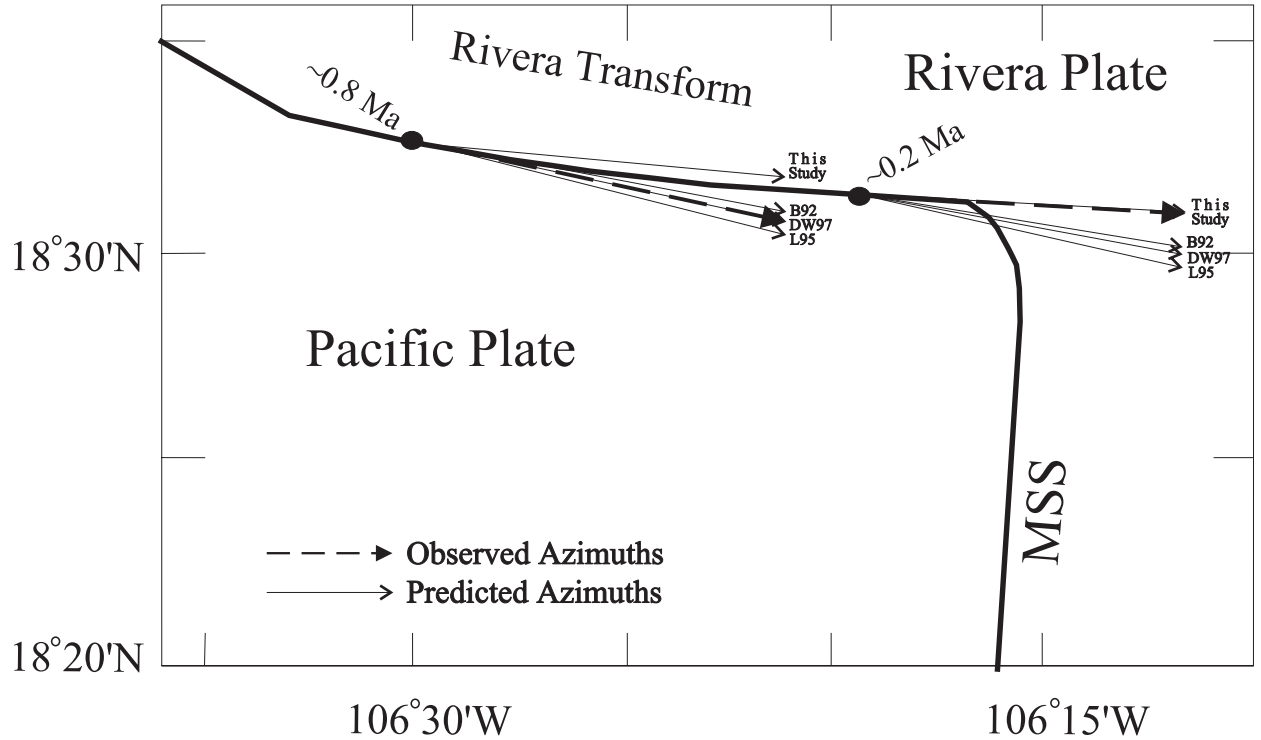 Rivera Transform
Rivera Plate
~0.8 Ma
~0.2 Ma
This
Study
B92
DW97
L95
This
Study
B92
DW97
L95
18°30'N
Pacific Plate
MSS
Observed Azimuths
Predicted Azimuths
18°20'N
106°30'W
106°15'W